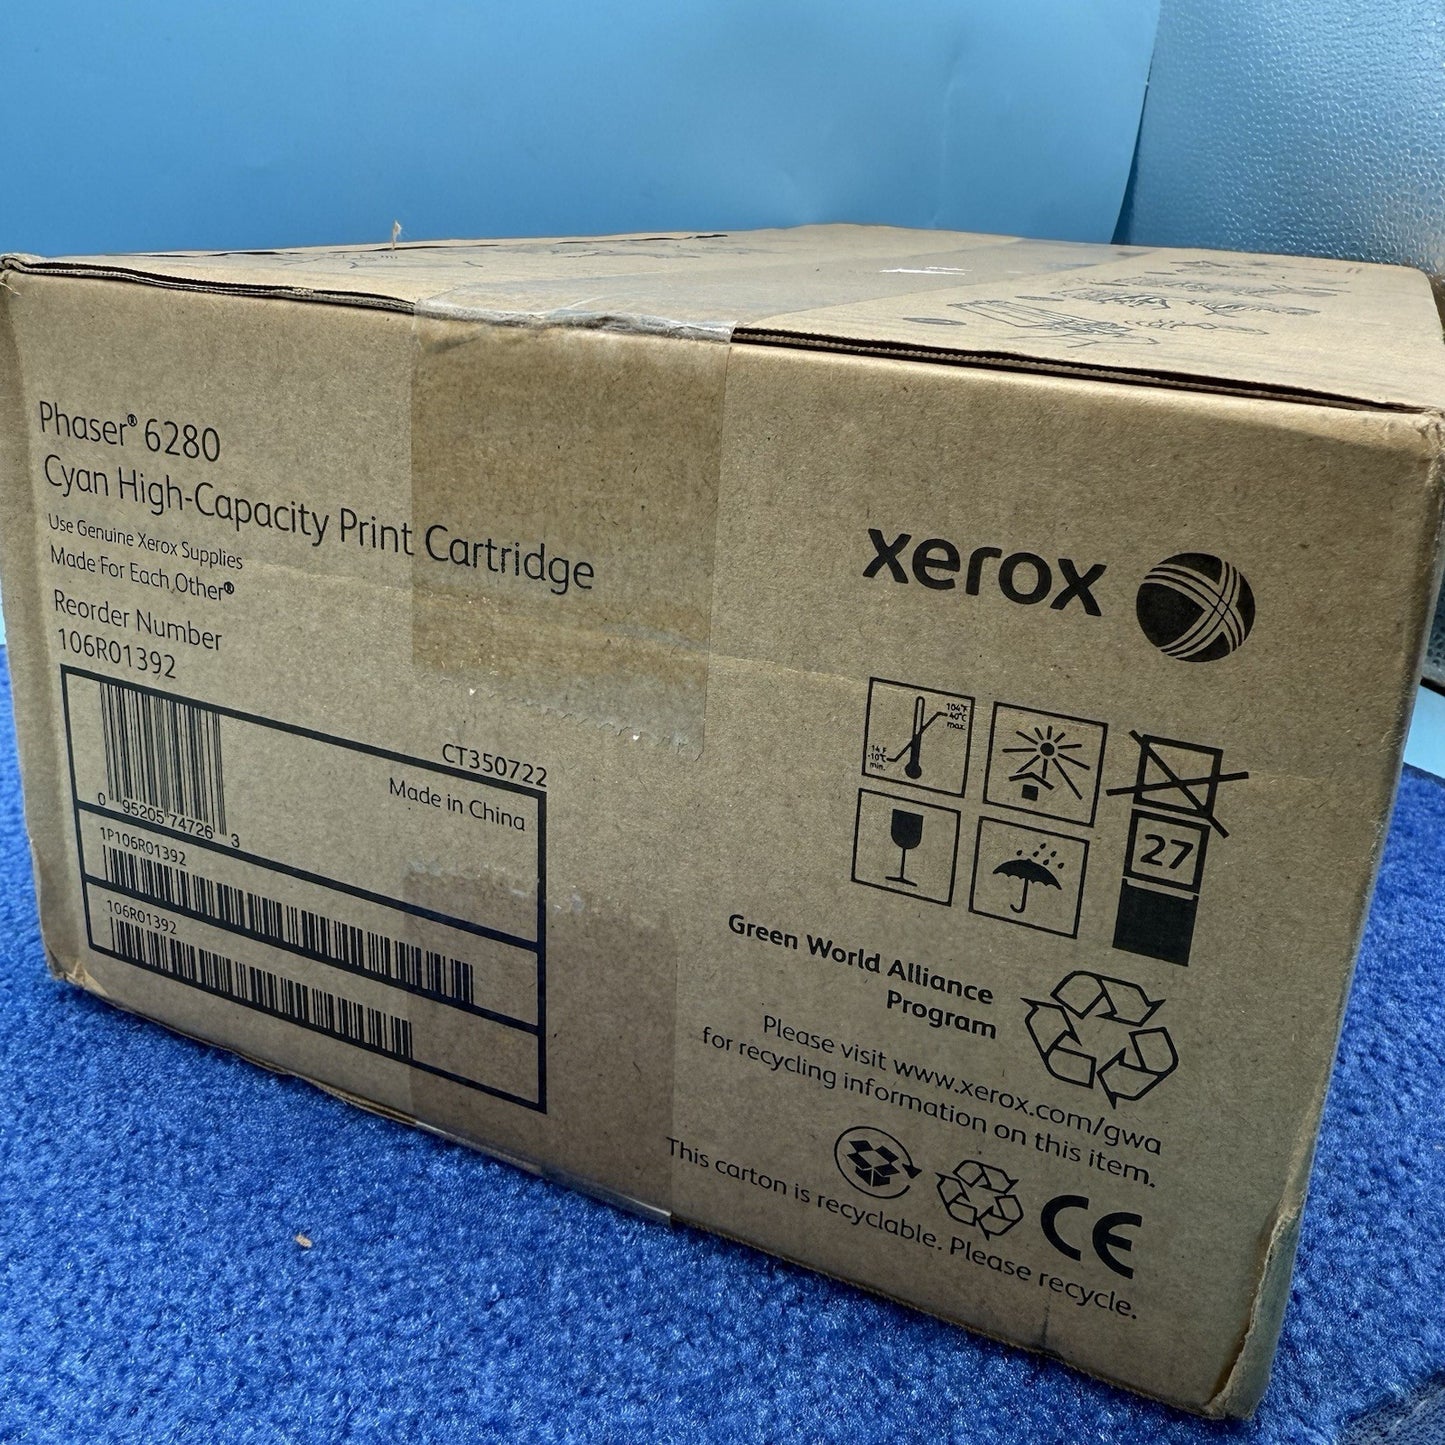 Phaser® 6280
Cyan High-Capacity Print Cartridge
Use Genuine Xerox Supplies
Made For Each Other®
Reorder Number
106R01392
CT350722
Made in China
0 95205 74726 3
1P106R01392
106R01392
xerox
104°F
40°C
max.
14 F
-10°C
min.
27
Green World Alliance
Program
Please visit www.xerox.com/gwa
for recycling information on this item.
This carton is recyclable. Please recycle.
CE